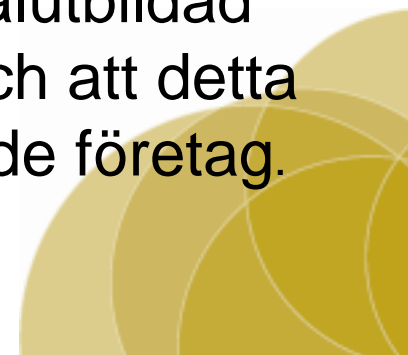 alutbildad
ch att detta
de företag.